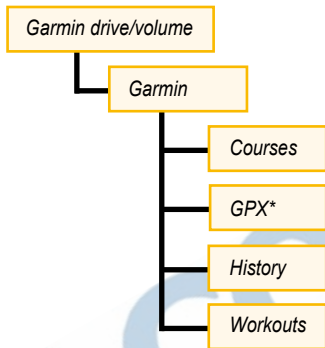 Garmin drive/volume
Garmin
Courses
GPX*
History
Workouts